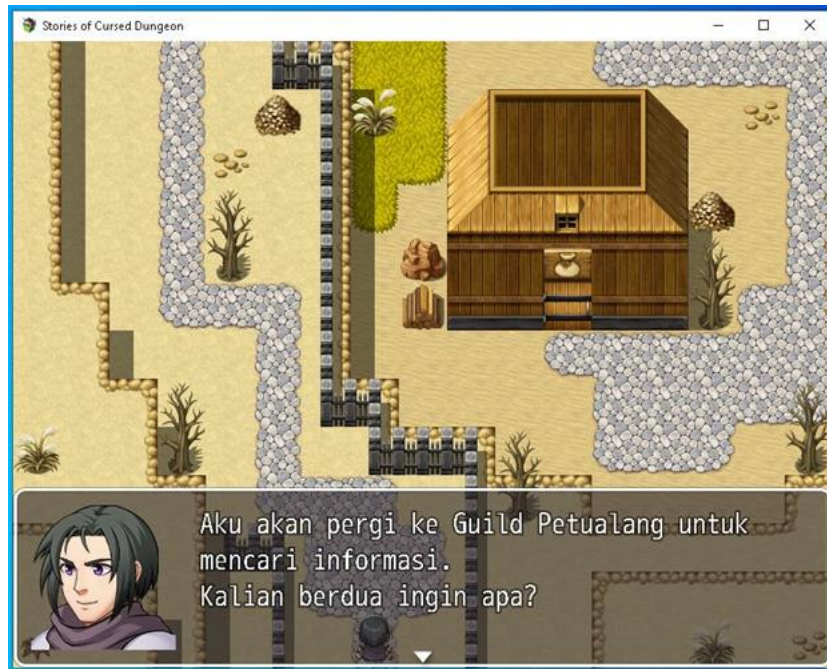 Stories of Cursed Dungeon
Aku akan pergi ke Guild Petualang untuk
mencari informasi.
Kalian berdua ingin apa?